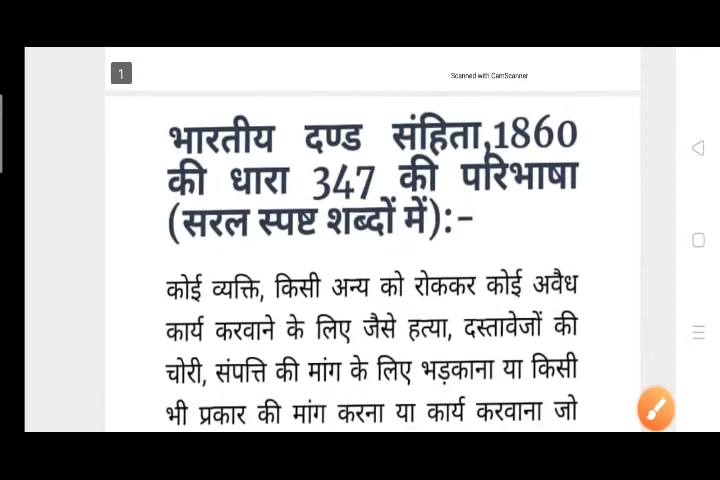 1
Scanned with CamScanner
भारतीय दण्ड संहिता,1860
की धारा 347 की परिभाषा
(सरल स्पष्ट शब्दों में):-
कोई व्यक्ति, किसी अन्य को रोककर कोई अवैध
कार्य करवाने के लिए जैसे हत्या, दस्तावेजों की
चोरी, संपत्ति की मांग के लिए भड़काना या किसी
भी प्रकार की मांग करना या कार्य करवाना जो